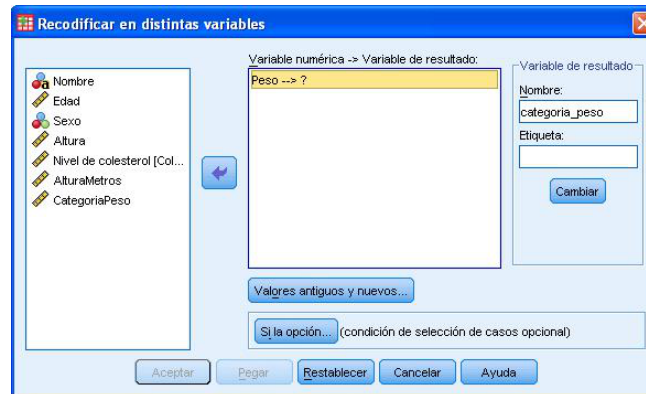 Recodificar en distintas variables
Nombre
Edad
Sexo
Altura
Nivel de colesterol [Col...
AlturaMetros
CategoriaPeso
Variable numérica -> Variable de resultado:
Peso --> ?
Variable de resultado
Nombre:
categoria_peso
Etiqueta:
Cambiar
Valores antiguos y nuevos...
Si la opción... (condición de selección de casos opcional)
Aceptar Pegar Restablecer Cancelar Ayuda